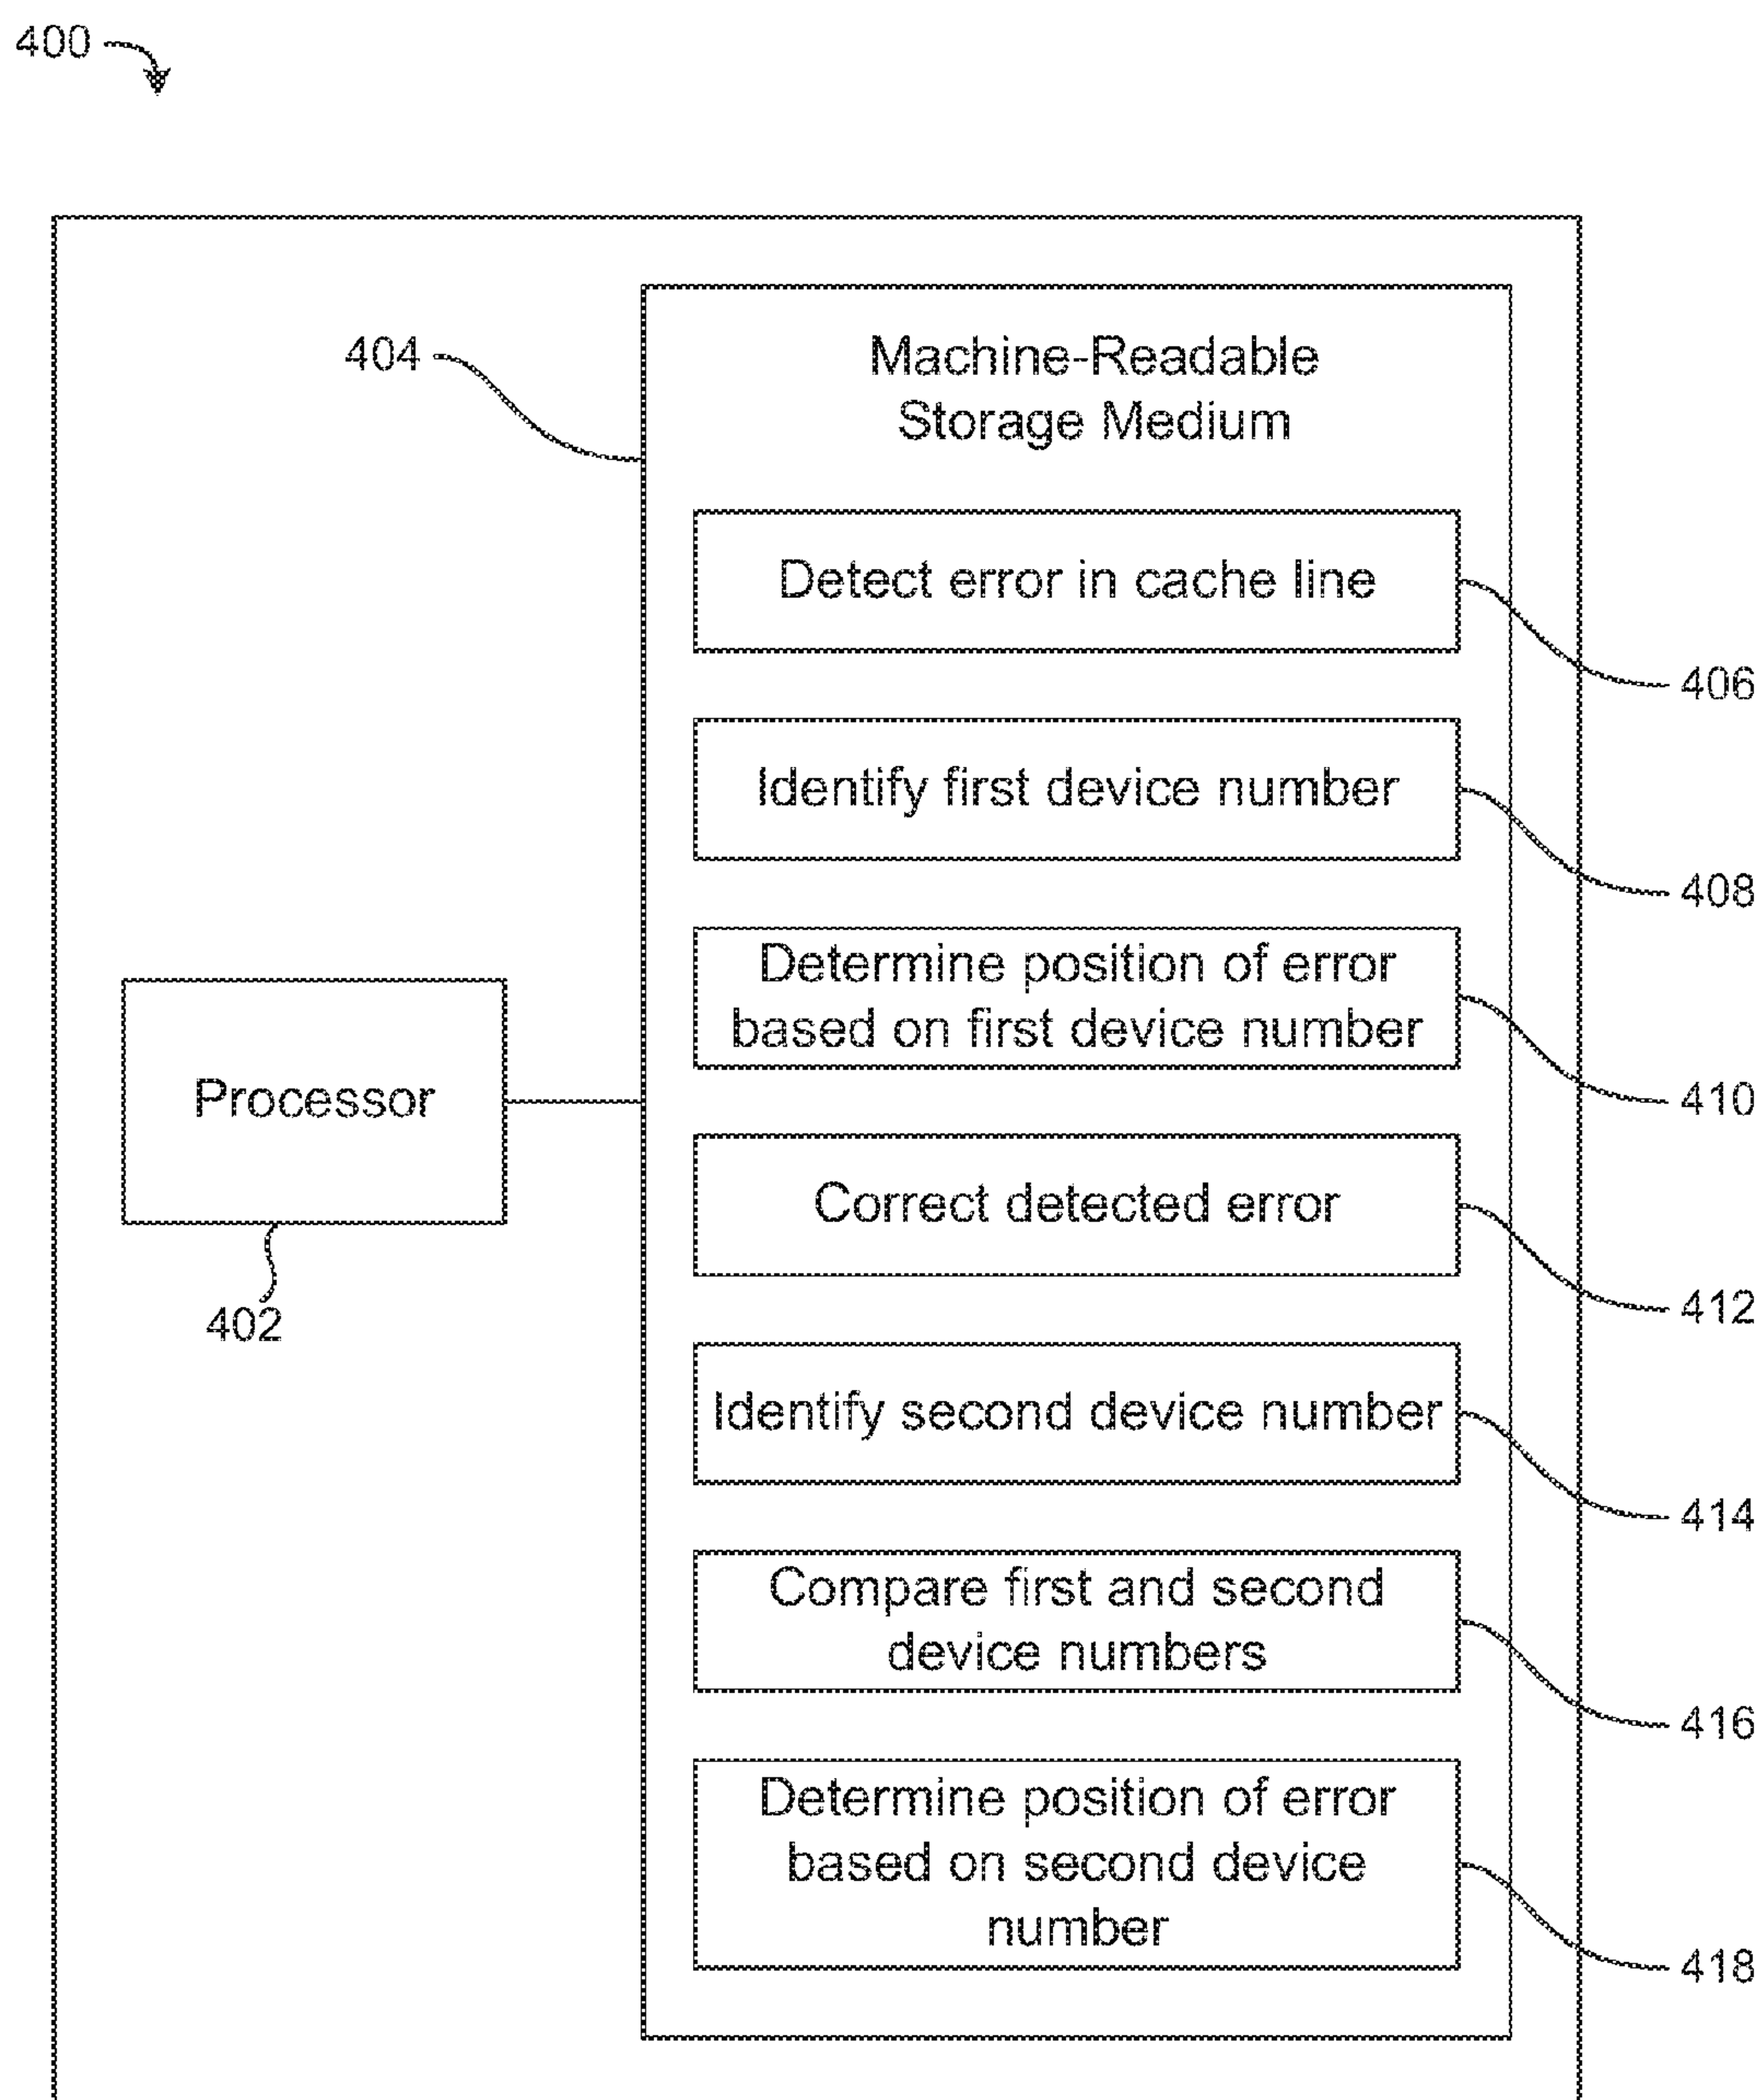 400
404
Machine-Readable
Storage Medium
Detect error in cache line
406
Identify first device number
408
Determine position of error
based on first device number
410
Processor
402
Correct detected error
412
Identify second device number
414
Compare first and second
device numbers
416
Determine position of error
based on second device
number
418